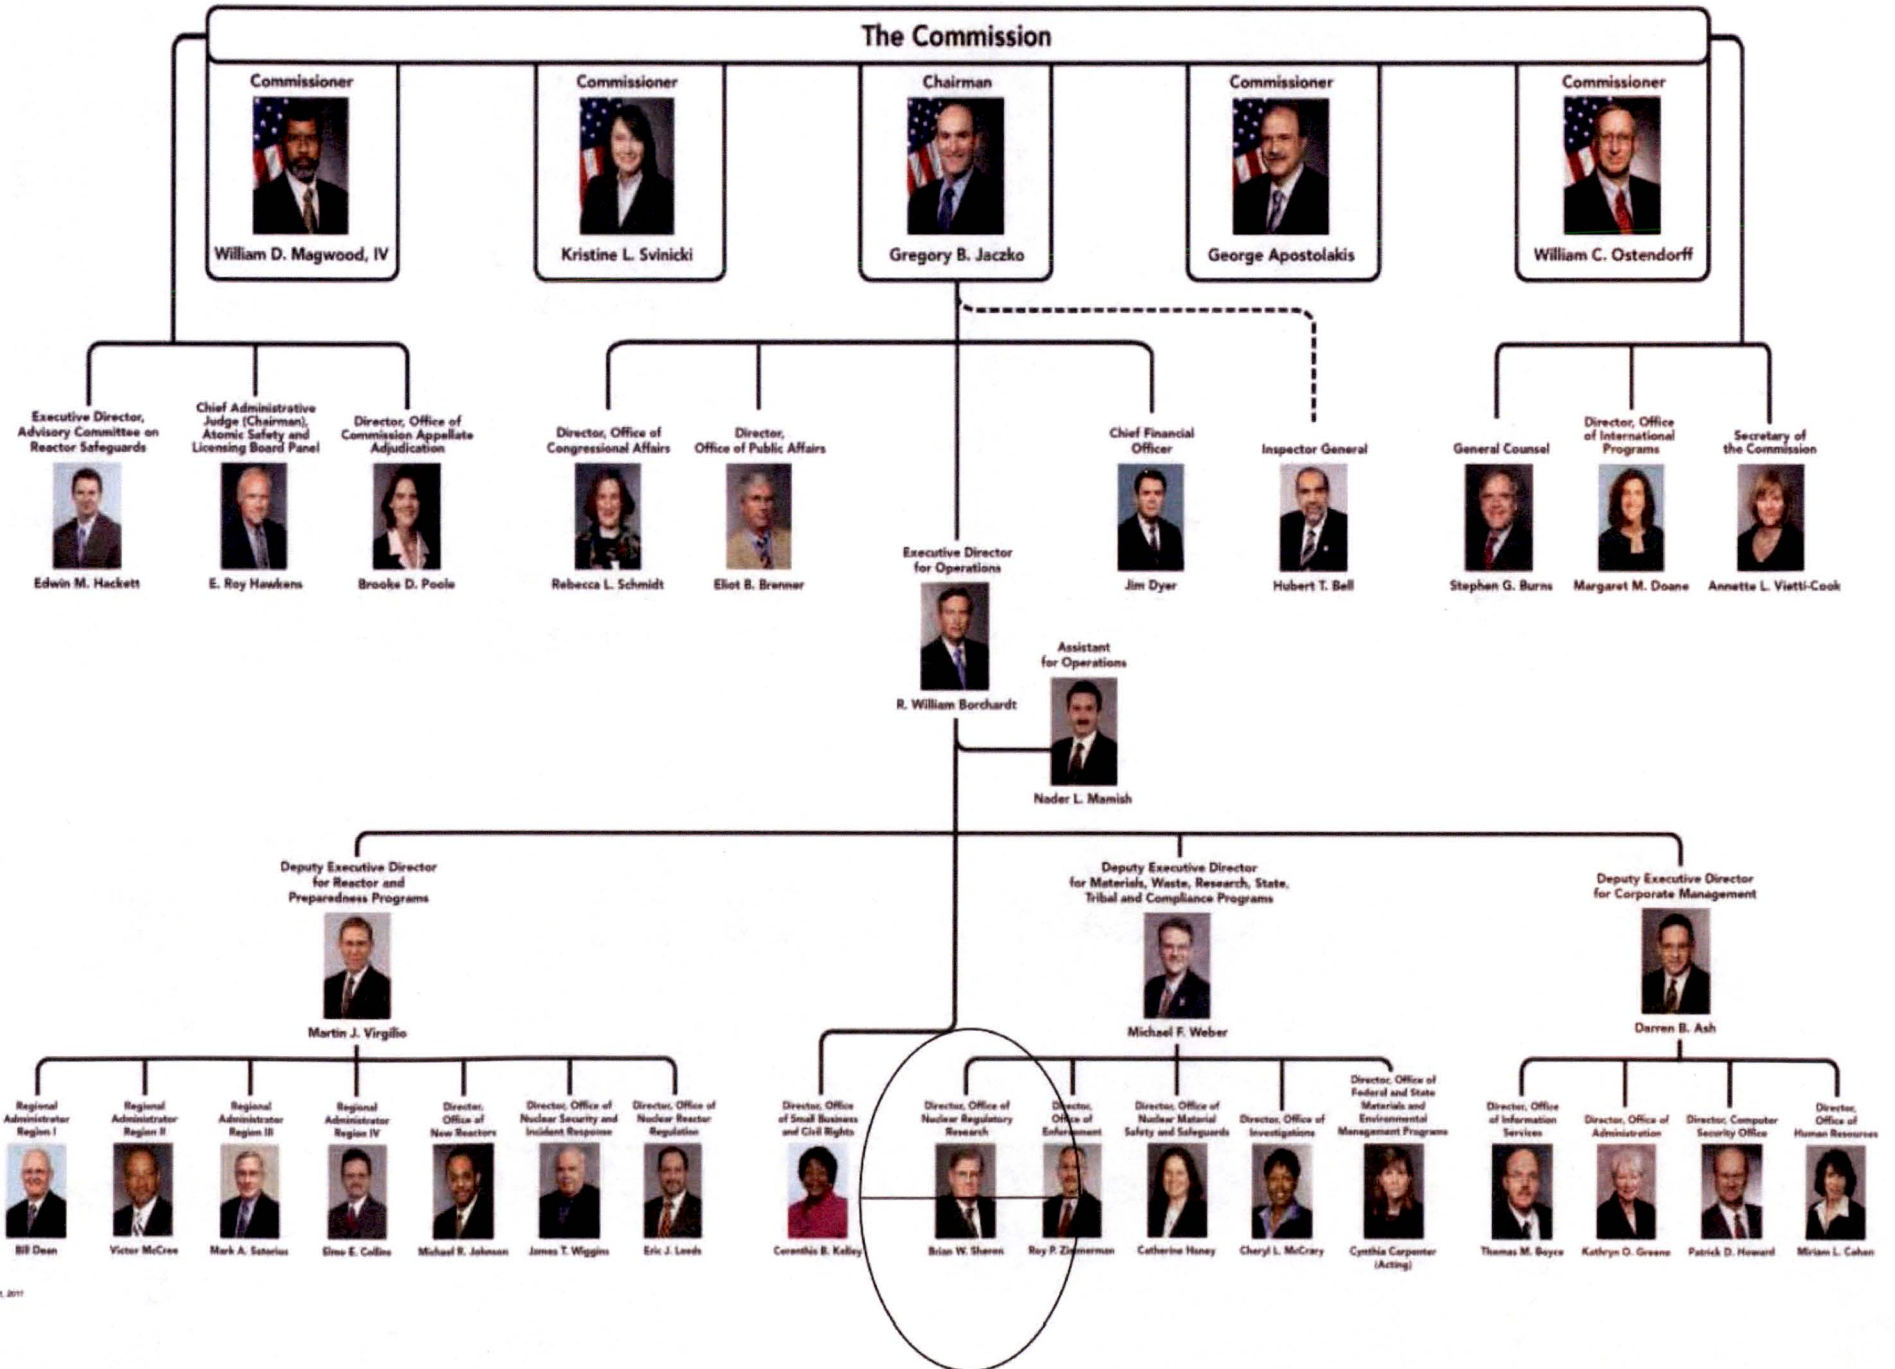 The Commission
Commissioner
William D. Magwood, IV
Commissioner
Kristine L. Svinicki
Chairman
Gregory B. Jaczko
Commissioner
George Apostolakis
Commissioner
William C. Ostendorff
Executive Director,
Advisory Committee on
Reactor Safeguards
Edwin M. Hackett
Chief Administrative
Judge (Chairman),
Atomic Safety and
Licensing Board Panel
E. Roy Hawkens
Director, Office of
Commission Appellate
Adjudication
Brooke D. Poole
Director, Office of
Congressional Affairs
Rebecca L. Schmidt
Director,
Office of Public Affairs
Eliot B. Brenner
Chief Financial
Officer
Jim Dyer
Inspector General
Hubert T. Bell
General Counsel
Stephen G. Burns
Director, Office
of International
Programs
Margaret M. Doane
Secretary of
the Commission
Annette L. Vietti-Cook
Executive Director
for Operations
R. William Borchardt
Assistant
for Operations
Nader L. Mamish
Deputy Executive Director
for Reactor and
Preparedness Programs
Martin J. Virgilio
Deputy Executive Director
for Materials, Waste, Research, State,
Tribal and Compliance Programs
Michael F. Weber
Deputy Executive Director
for Corporate Management
Darren B. Ash
Regional
Administrator
Region I
Bill Dean
Regional
Administrator
Region II
Victor McCree
Regional
Administrator
Region III
Mark A. Satorius
Regional
Administrator
Region IV
Elmo E. Collins
Director,
Office of
New Reactors
Michael R. Johnson
Director, Office of
Nuclear Security and
Incident Response
James T. Wiggins
Director, Office of
Nuclear Reactor
Regulation
Eric J. Leeds
Director, Office
of Small Business
and Civil Rights
Corenthis B. Kelley
Director, Office of
Nuclear Regulatory
Research
Brian W. Sheron
Director,
Office of
Enforcement
Roy P. Zimmerman
Director, Office of
Nuclear Material
Safety and Safeguards
Catherine Haney
Director, Office of
Investigations
Cheryl L. McCrary
Director, Office of
Federal and State
Materials and
Environmental
Management Programs
Cynthia Carpenter
(Acting)
Director, Office
of Information
Services
Thomas M. Boyce
Director, Office of
Administration
Kathryn O. Greene
Director, Computer
Security Office
Patrick D. Howard
Director,
Office of
Human Resources
Miriam L. Cohen
2011